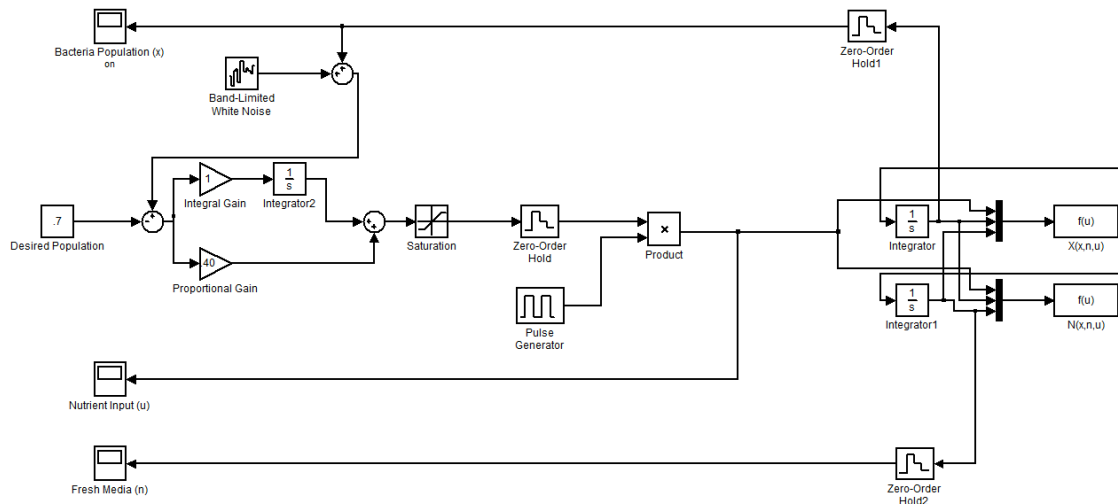 Bacteria Population (x)
on
Zero-Order
Hold1
Band-Limited
White Noise
.7
Desired Population
1
Integral Gain
1
s
Integrator2
.40
Proportional Gain
Saturation
Zero-Order
Hold
×
Product
Pulse
Generator
1
s
Integrator
f(u)
X(x,n,u)
1
s
Integrator1
f(u)
N(x,n,u)
Nutrient Input (u)
Fresh Media (n)
Zero-Order
Hold2